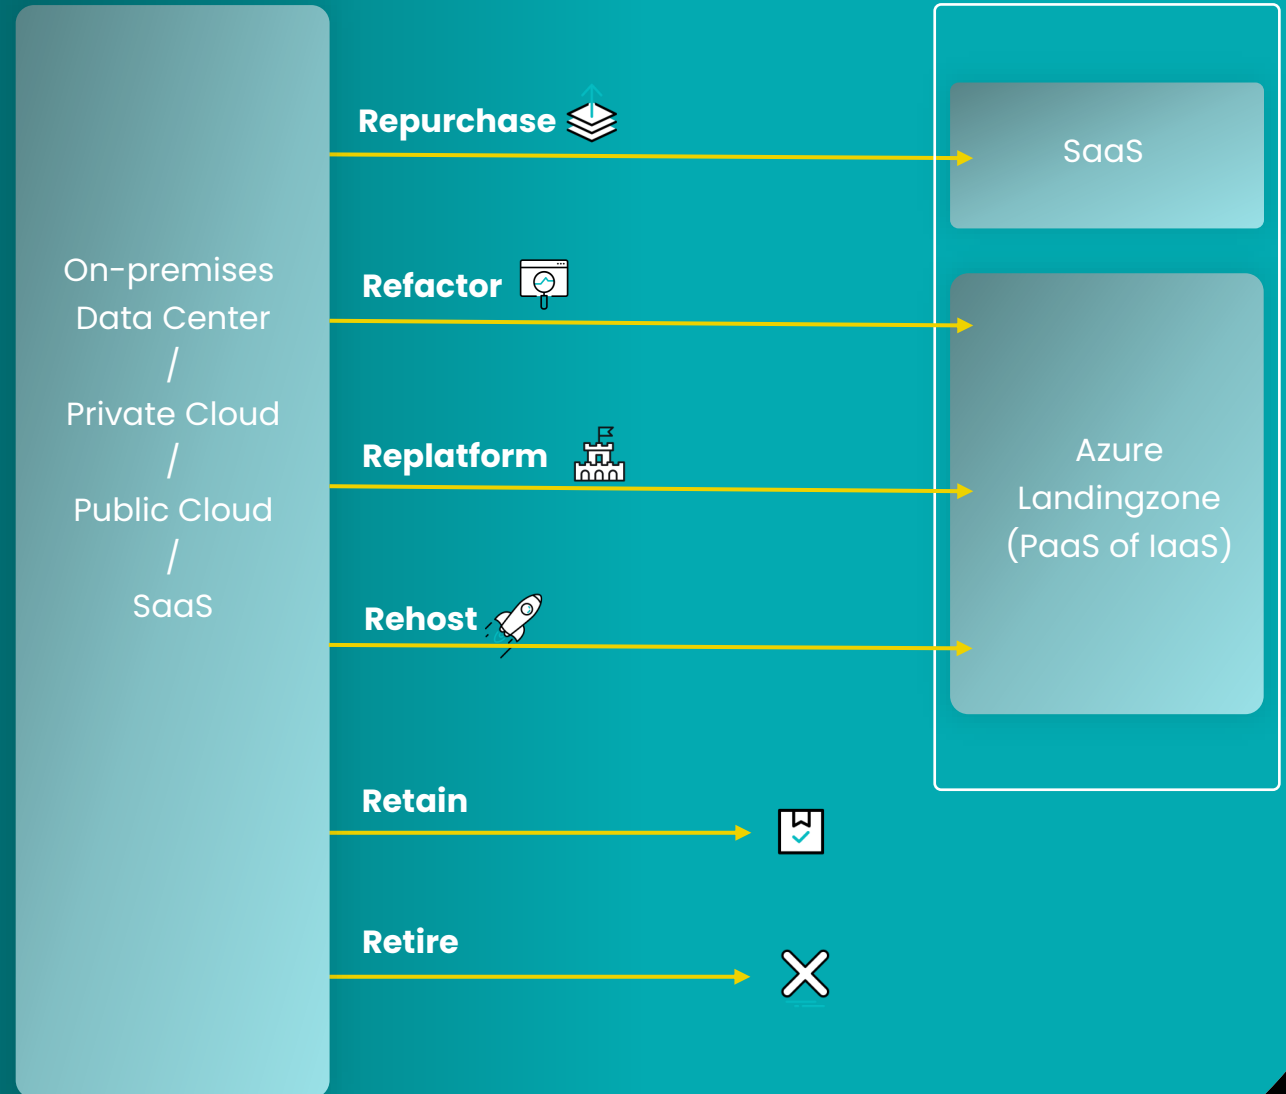 On-premises
Data Center
/
Private Cloud
/
Public Cloud
/
SaaS
Repurchase
Refactor
Replatform
Rehost
Retain
Retire
SaaS
Azure
Landingzone
(PaaS of IaaS)